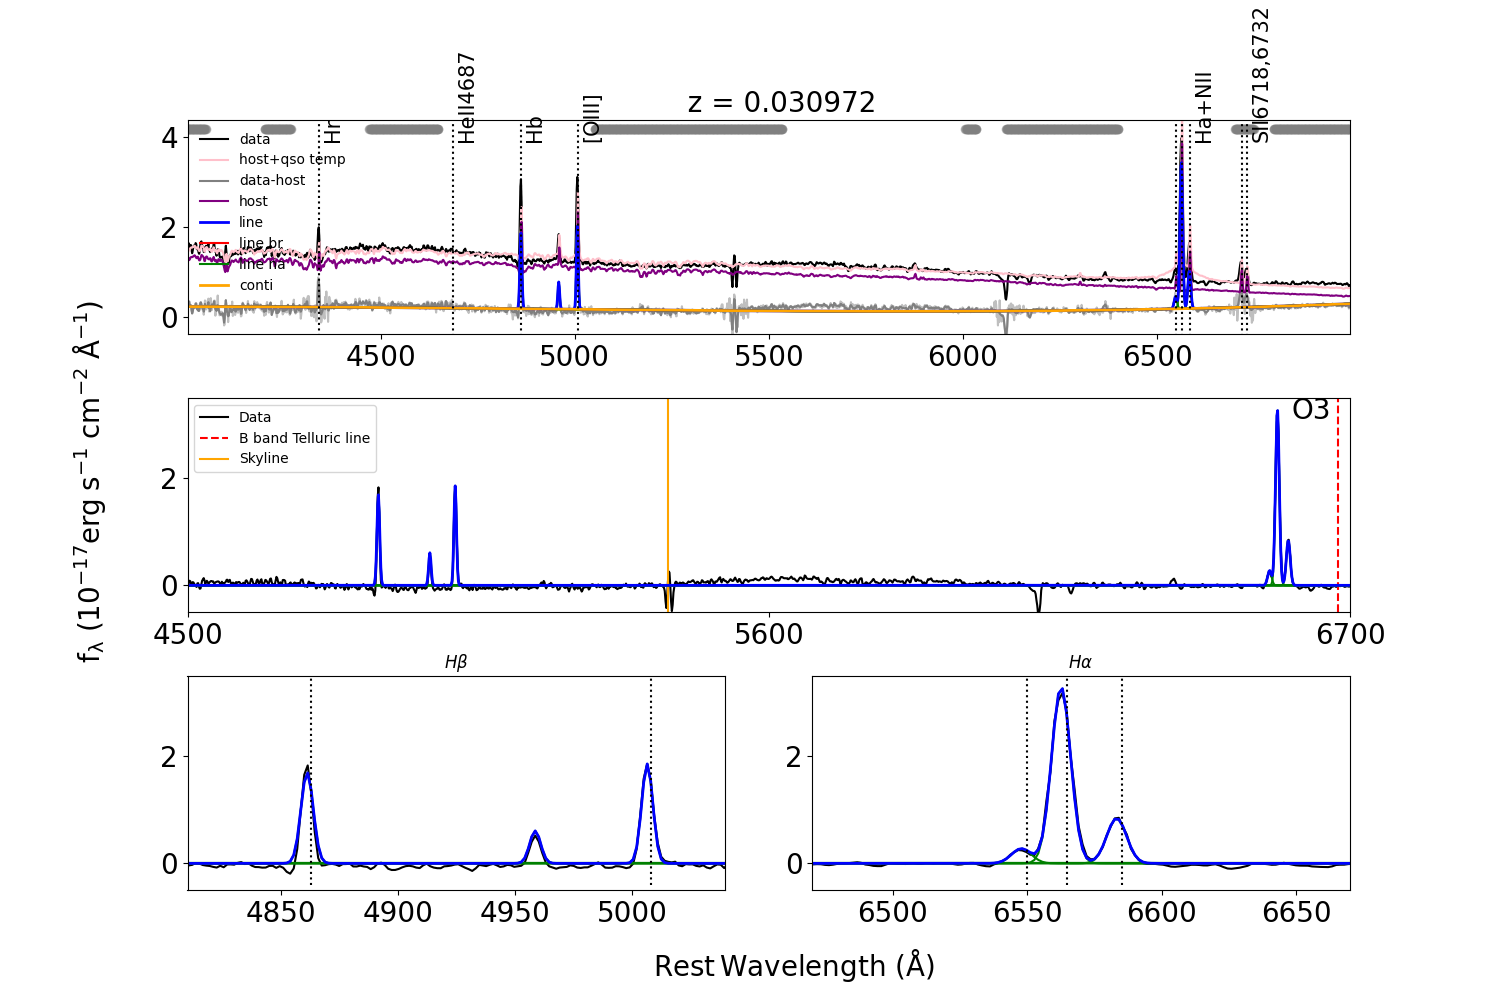 z = 0.030972
Hr
HeII4687
Hb
[OIII]
Ha+NII
SII6718,6732
data
host+qso temp
data-host
host
line
line br
line na
conti
4
2
0
4500 5000 5500 6000 6500
Data
B band Telluric line
Skyline
O3
2
0
4500 5600 6700
fλ (10⁻¹⁷erg s⁻¹ cm⁻² Å⁻¹)
Hβ
2
0
4850 4900 4950 5000
Hα
2
0
6500 6550 6600 6650
Rest Wavelength (Å)